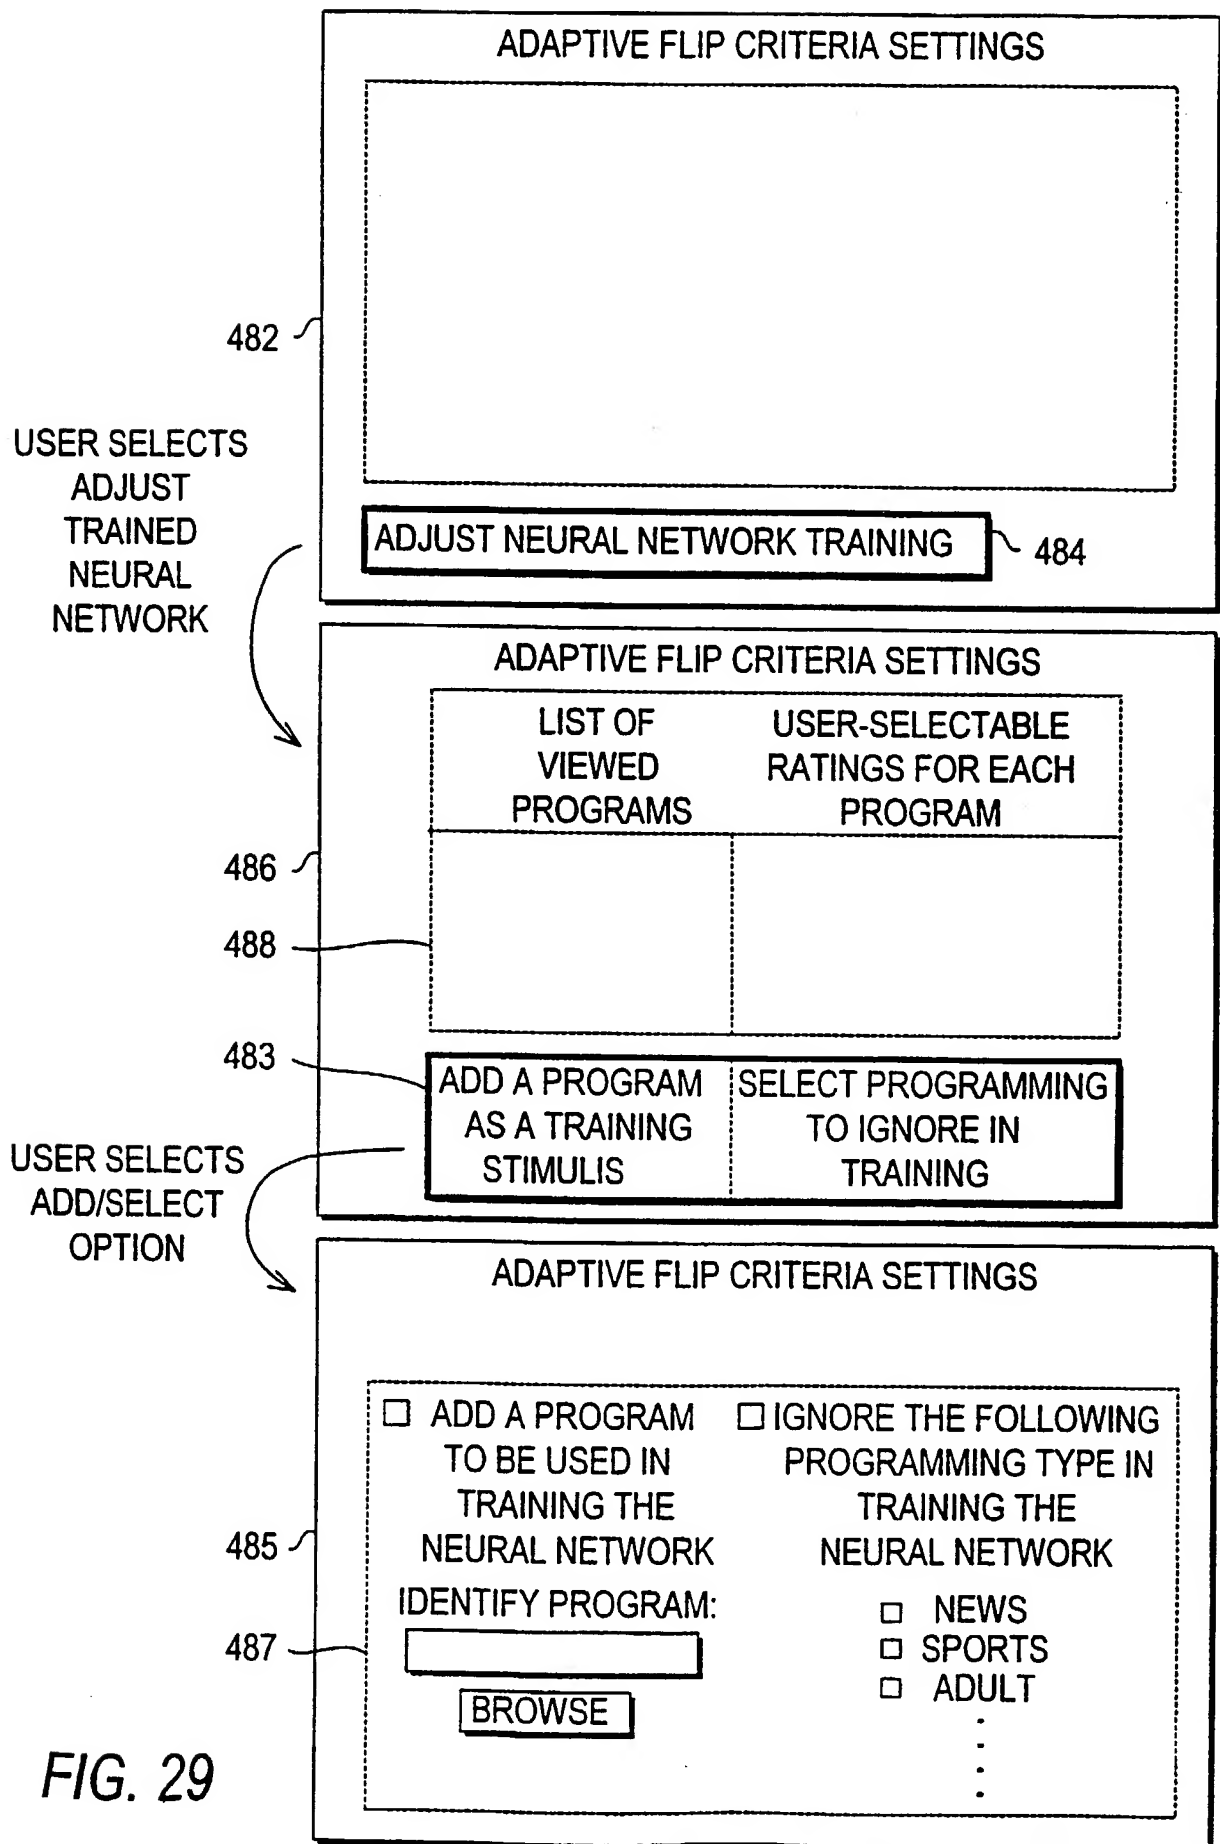 ADAPTIVE FLIP CRITERIA SETTINGS
482
USER SELECTS
ADJUST
TRAINED
NEURAL
NETWORK
ADJUST NEURAL NETWORK TRAINING
484
ADAPTIVE FLIP CRITERIA SETTINGS
LIST OF
VIEWED
PROGRAMS
USER-SELECTABLE
RATINGS FOR EACH
PROGRAM
486
488
483
ADD A PROGRAM
AS A TRAINING
STIMULIS
SELECT PROGRAMMING
TO IGNORE IN
TRAINING
USER SELECTS
ADD/SELECT
OPTION
ADAPTIVE FLIP CRITERIA SETTINGS
ADD A PROGRAM
TO BE USED IN
TRAINING THE
NEURAL NETWORK
IDENTIFY PROGRAM:
BROWSE
IGNORE THE FOLLOWING
PROGRAMMING TYPE IN
TRAINING THE
NEURAL NETWORK
NEWS
SPORTS
ADULT
485
487
FIG. 29